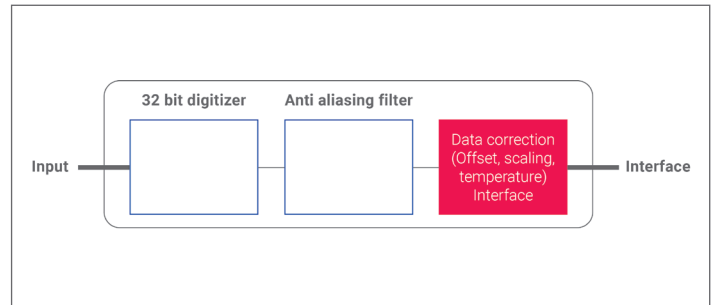 32 bit digitizer
Anti aliasing filter
Input
Data correction
(Offset, scaling,
temperature)
Interface
Interface